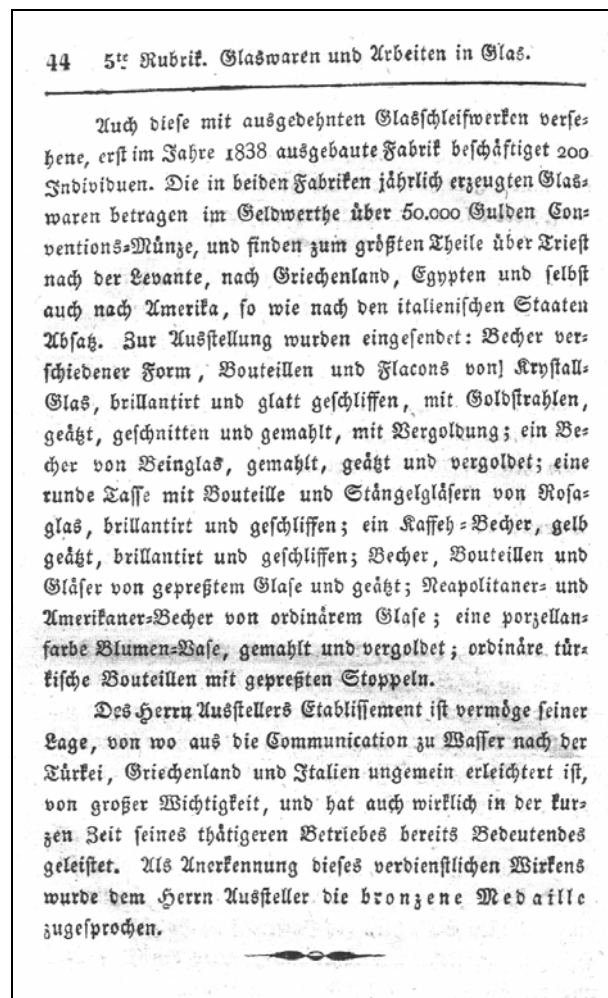 44 5te Rubrik. Glaswaren und Arbeiten in Glas.
Auch diese mit ausgedehnten Glasschleifwerken verse-
hene, erst im Jahre 1838 ausgebaute Fabrik beschäftiget 200
Individuen. Die in beiden Fabriken jährlich erzeugten Glas-
waren betragen im Geldwerthe über 50.000 Gulden Con-
ventions-Münze, und finden zum größten Theile über Triest
nach der Levante, nach Griechenland, Egypten und selbst
auch nach Amerika, so wie nach den italienischen Staaten
Absatz. Zur Ausstellung wurden eingesendet: Becher ver-
schiedener Form, Bouteillen und Flacons von] Krystall-
Glas, brillantirt und glatt geschliffen, mit Goldstrahlen,
geätzt, geschnitten und gemahlt, mit Vergoldung; ein Be-
cher von Beinglas, gemahlt, geätzt und vergoldet; eine
runde Tasse mit Bouteille und Stängelgläsern von Rosa-
glas, brillantirt und geschliffen; ein Kaffeh-Becher, gelb
geätzt, brillantirt und geschliffen; Becher, Bouteillen und
Gläser von gepreßtem Glase und geätzt; Neapolitaner- und
Amerikaner-Becher von ordinärem Glase; eine porzellan-
farbe Blumen-Vase, gemahlt und vergoldet; ordinäre tür-
kische Bouteillen mit gepreßten Stoppeln.
Des Herrn Ausstellers Etablissement ist vermöge seiner
Lage, von wo aus die Communication zu Wasser nach der
Türkei, Griechenland und Italien ungemein erleichtert ist,
von großer Wichtigkeit, und hat auch wirklich in der kur-
zen Zeit seines thätigeren Betriebes bereits Bedeutendes
geleistet. Als Anerkennung dieses verdienstlichen Wirkens
wurde dem Herrn Aussteller die bronzene Medaille
zugesprochen.